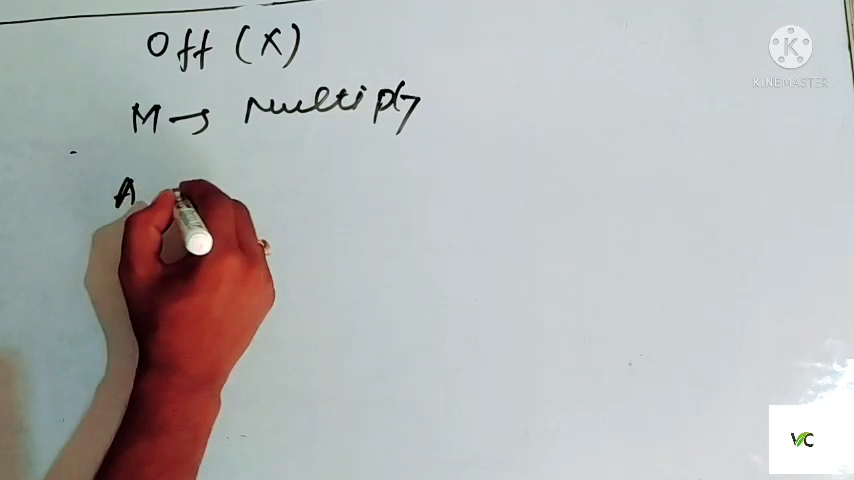 Off (X)
M → Multiply
A
KINEMASTER
VC